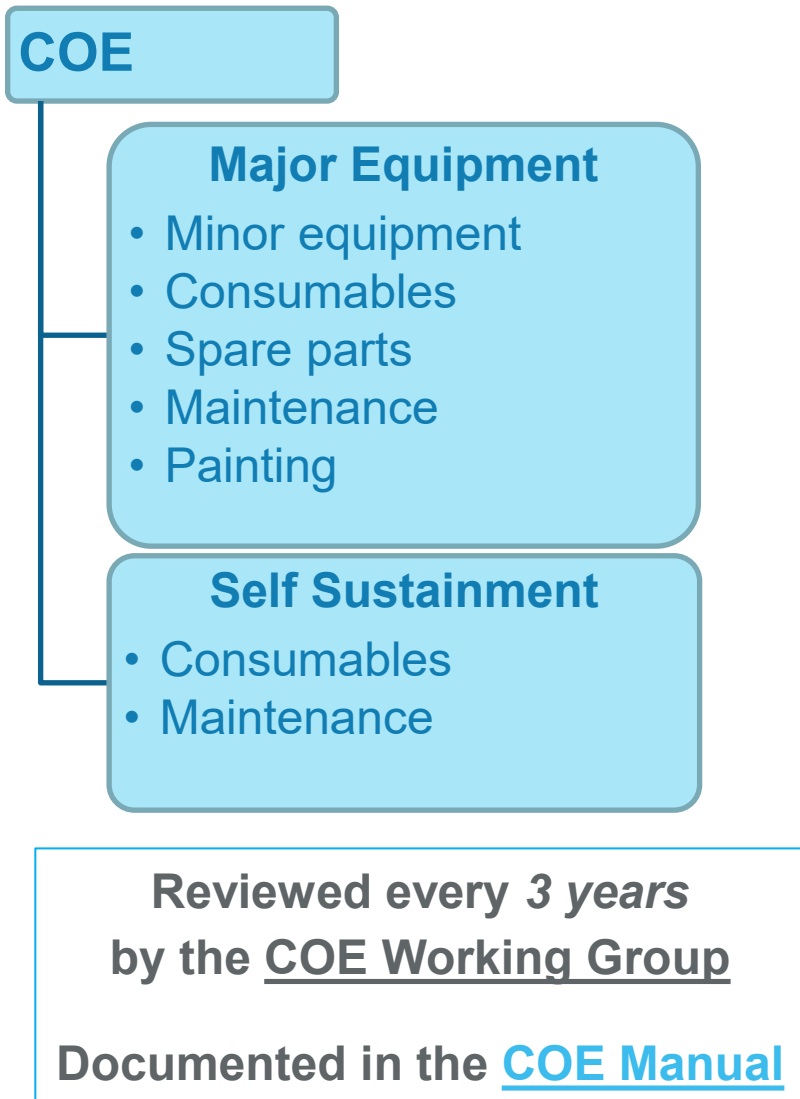 COE
Major Equipment
• Minor equipment
• Consumables
• Spare parts
• Maintenance
• Painting
Self Sustainment
• Consumables
• Maintenance
Reviewed every 3 years
by the COE Working Group
Documented in the COE Manual